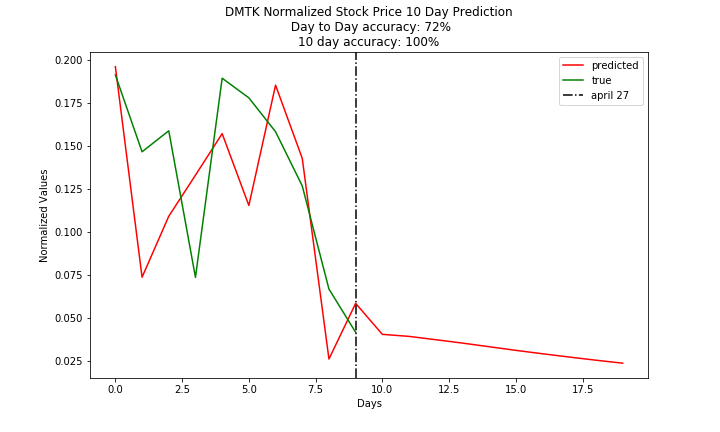 DMTK Normalized Stock Price 10 Day Prediction
Day to Day accuracy: 72%
10 day accuracy: 100%
predicted
true
april 27
Normalized Values
0.200
0.175
0.150
0.125
0.100
0.075
0.050
0.025
0.0 2.5 5.0 7.5 10.0 12.5 15.0 17.5
Days